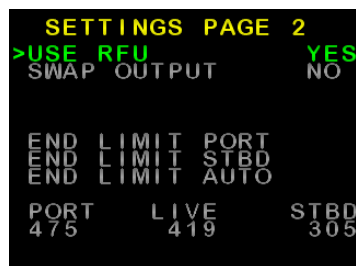 SETTINGS PAGE 2
>USE RFU YES
SWAP OUTPUT NO
END LIMIT PORT
END LIMIT STBD
END LIMIT AUTO
PORT LIVE STBD
475 419 305